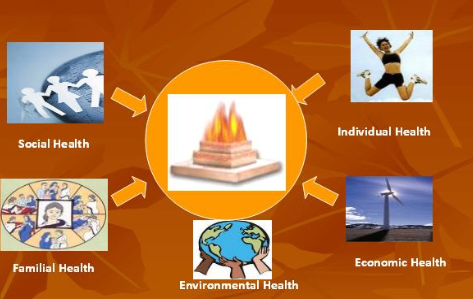 Social Health
Individual Health
Familial Health
Economic Health
Environmental Health